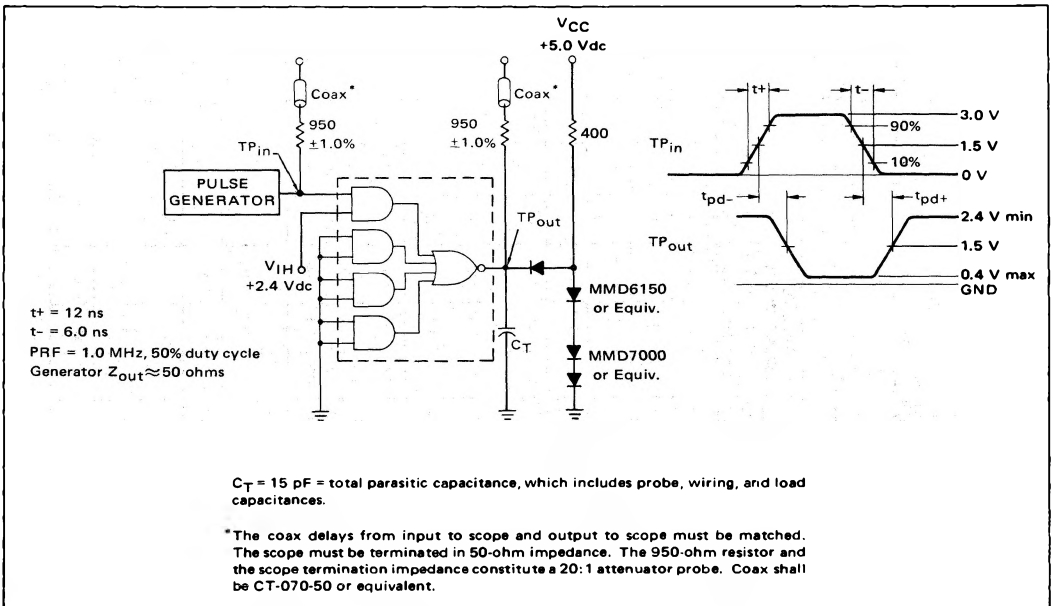 VCC
+5.0 Vdc
Coax*
Coax*
950
±1.0%
950
±1.0%
400
TPin
PULSE
GENERATOR
TPout
VIH
+2.4 Vdc
MMD6150
or Equiv.
CT
MMD7000
or Equiv.
t+ = 12 ns
t– = 6.0 ns
PRF = 1.0 MHz, 50% duty cycle
Generator Zout≈50 ohms
t+
t–
3.0 V
90%
TPin
1.5 V
10%
0 V
tpd–
tpd+
2.4 V min
TPout
1.5 V
0.4 V max
GND
CT = 15 pF = total parasitic capacitance, which includes probe, wiring, and load
capacitances.
*The coax delays from input to scope and output to scope must be matched.
The scope must be terminated in 50-ohm impedance. The 950-ohm resistor and
the scope termination impedance constitute a 20:1 attenuator probe. Coax shall
be CT-070-50 or equivalent.